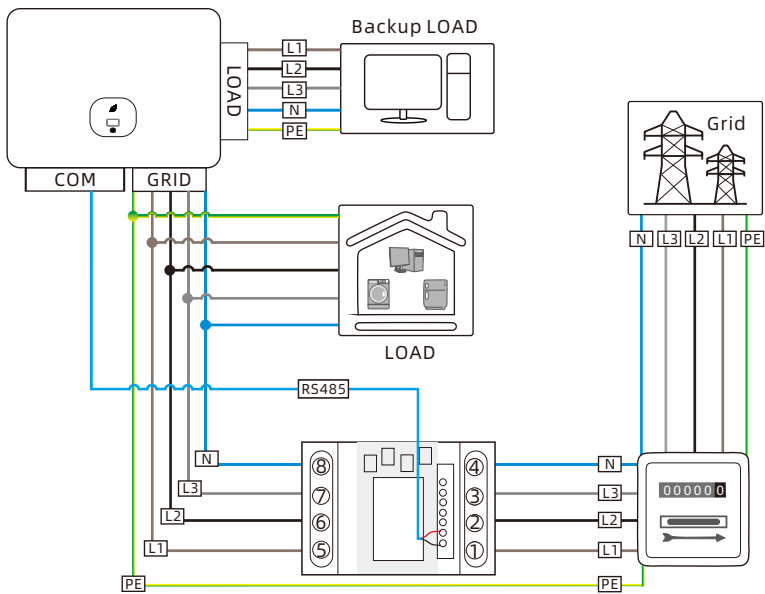 Backup LOAD
LOAD
L1
L2
L3
N
PE
COM
GRID
Grid
N
L3
L2
L1
PE
LOAD
RS485
N
L3
L2
L1
PE
8
7
6
5
4
3
2
1
N
L3
L2
L1
PE
000000